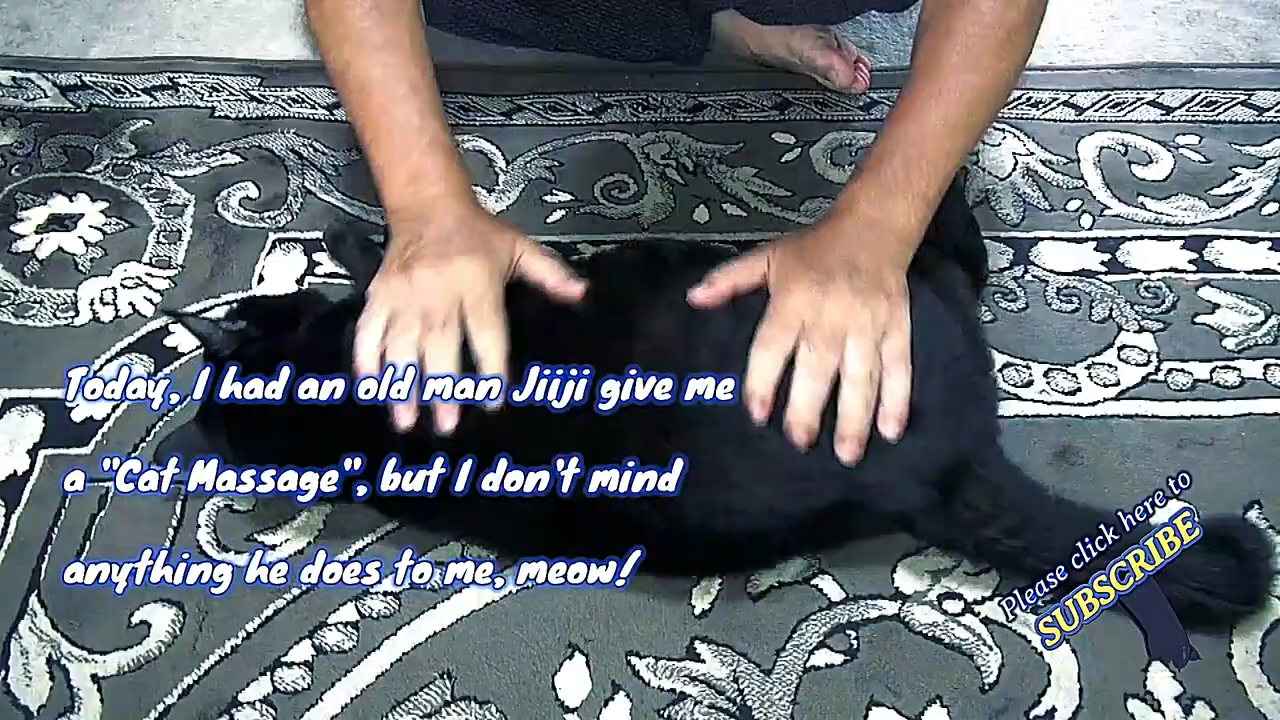 Today, I had an old man Jiiji give me
a "Cat Massage", but I don't mind
anything he does to me, meow!
Please click here to
SUBSCRIBE